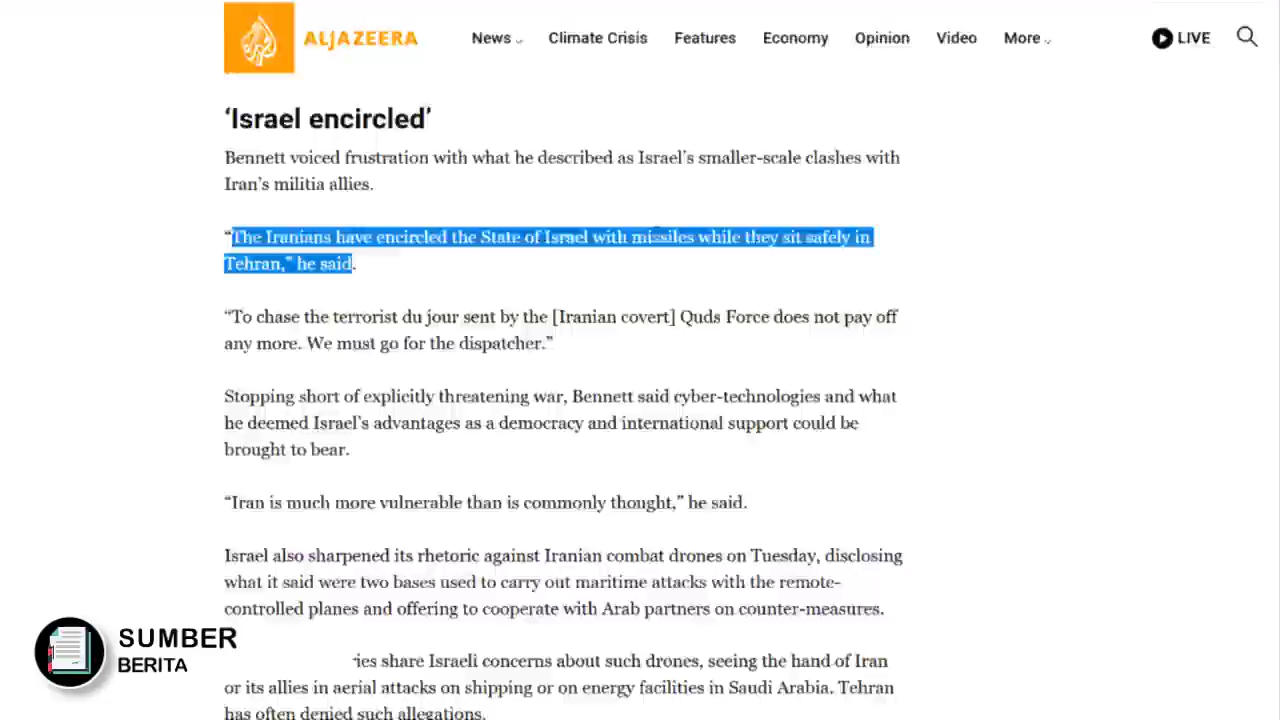 ALJAZEERA News Climate Crisis Features Economy Opinion Video More LIVE
‘Israel encircled’
Bennett voiced frustration with what he described as Israel’s smaller-scale clashes with
Iran’s militia allies.
“The Iranians have encircled the State of Israel with missiles while they sit safely in
Tehran,” he said.
“To chase the terrorist du jour sent by the [Iranian covert] Quds Force does not pay off
any more. We must go for the dispatcher.”
Stopping short of explicitly threatening war, Bennett said cyber-technologies and what
he deemed Israel’s advantages as a democracy and international support could be
brought to bear.
“Iran is much more vulnerable than is commonly thought,” he said.
Israel also sharpened its rhetoric against Iranian combat drones on Tuesday, disclosing
what it said were two bases used to carry out maritime attacks with the remote-
controlled planes and offering to cooperate with Arab partners on counter-measures.
SUMBER
BERITA
share Israeli concerns about such drones, seeing the hand of Iran
or its allies in aerial attacks on shipping or on energy facilities in Saudi Arabia. Tehran
has often denied such allegations.